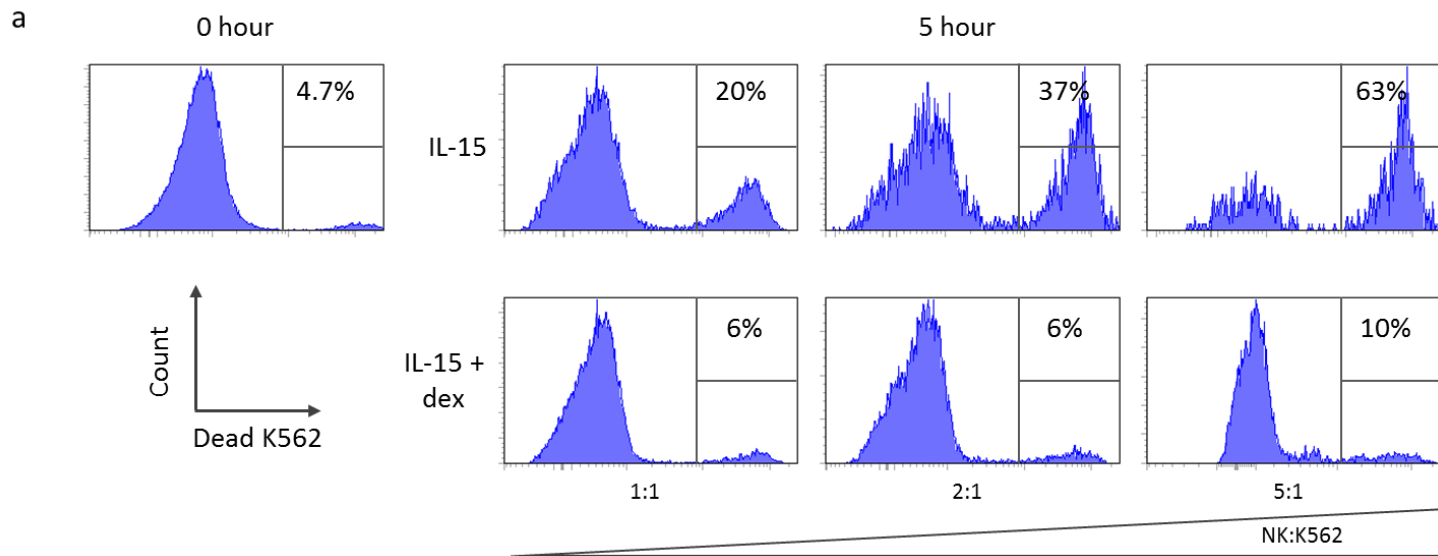 a
0 hour
5 hour
4.7%
IL-15
20%
37%
63%
Count
Dead K562
IL-15 +
dex
6%
6%
10%
1:1
2:1
5:1
NK:K562